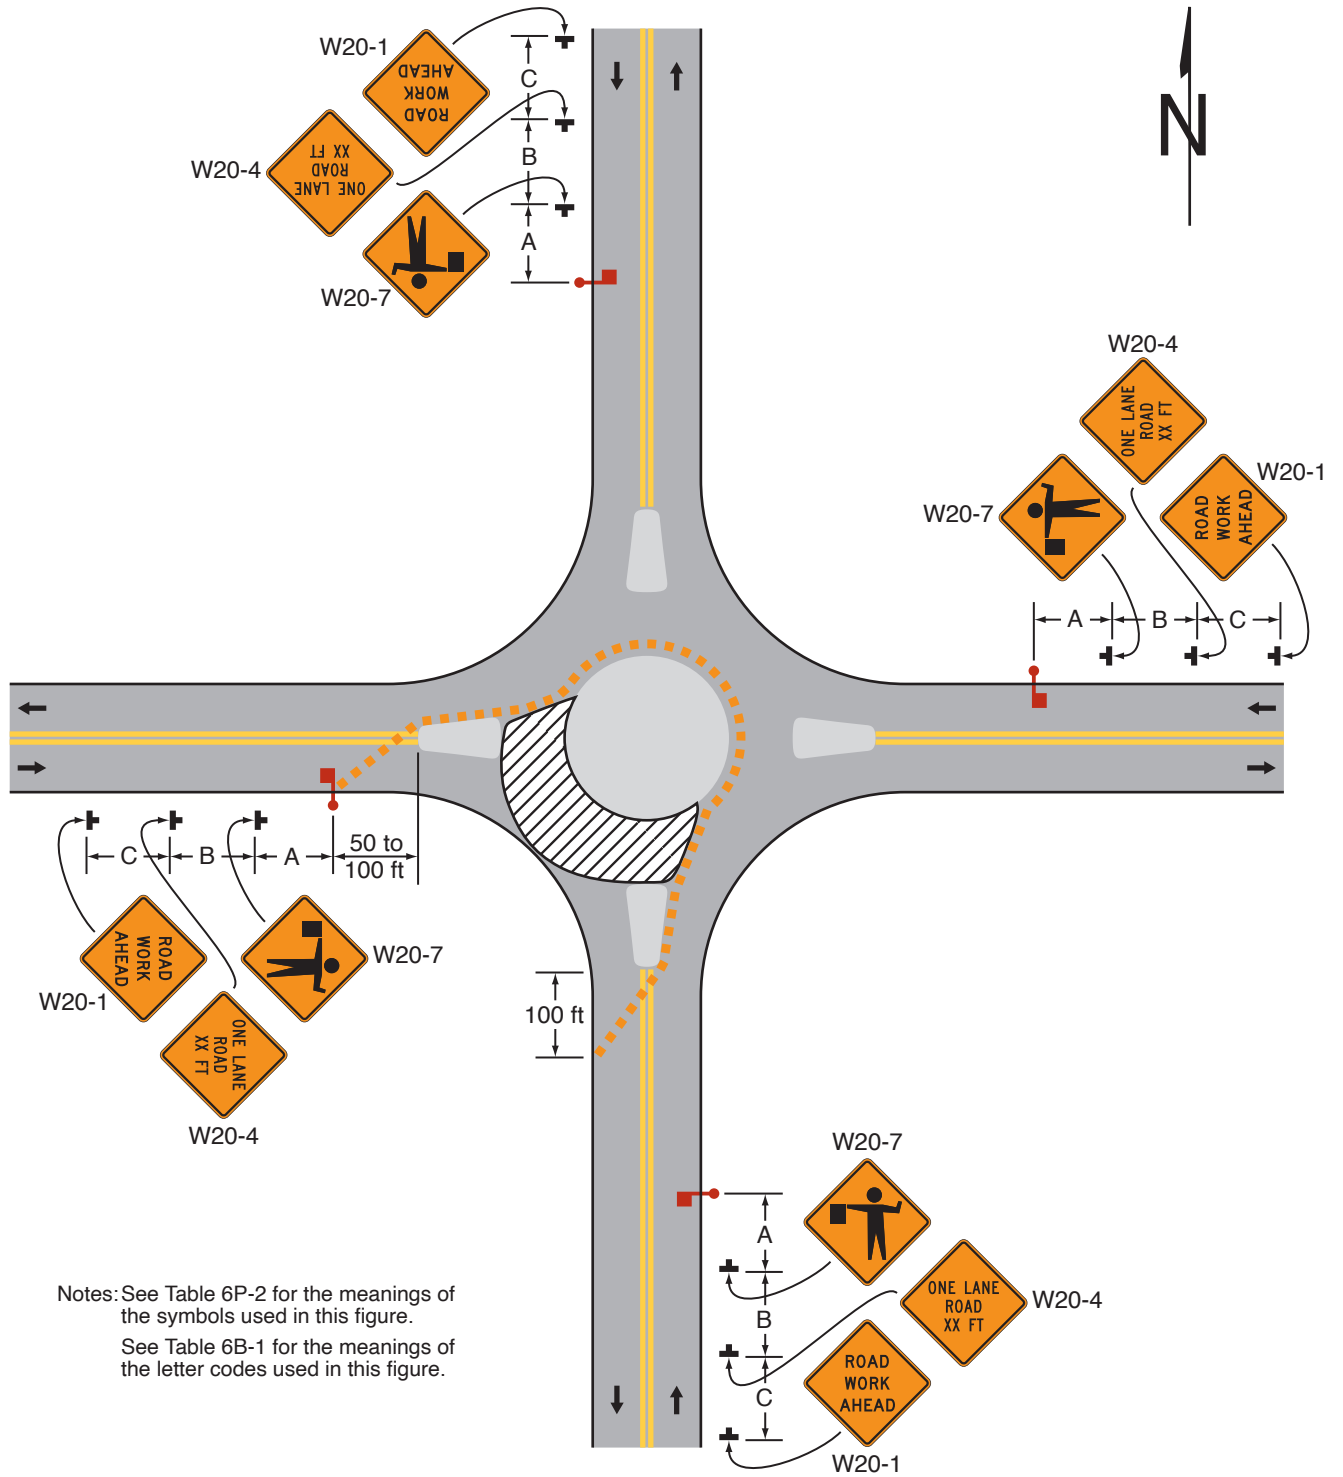 W20-1
ROAD
WORK
AHEAD
W20-4
ONE LANE
ROAD
XX FT
W20-7
C
B
A
N
W20-4
ONE LANE
ROAD
XX FT
W20-1
ROAD
WORK
AHEAD
W20-7
A
B
C
C
B
A
50 to
100 ft
ROAD
WORK
AHEAD
W20-1
W20-7
ONE LANE
ROAD
XX FT
W20-4
100 ft
W20-7
A
B
C
ONE LANE
ROAD
XX FT
W20-4
ROAD
WORK
AHEAD
W20-1
Notes: See Table 6P-2 for the meanings of
the symbols used in this figure.
See Table 6B-1 for the meanings of
the letter codes used in this figure.